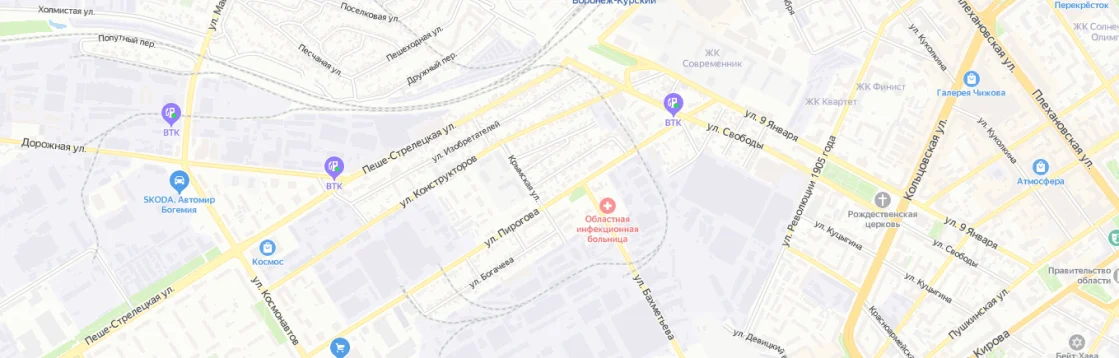 Холмистая ул.
Поселковая ул.
Воронеж-Курский
Плехановская ул.
Перекрёсток
Попутный пер.
Песчаная ул.
Пешеходная ул.
Дружный пер.
ЖК
Современник
ул. Куколкина
ЖК Солне
Олимп
Галерея Чижова
ЖК Финист
ЖК Квартет
Плехановская ул.
ВТК
ВТК
ВТК
ул. 9 Января
ул. Свободы
ул. Куколкина
Дорожная ул.
Пеше-Стрелецкая ул.
ул. Изобретателей
ул. Конструкторов
Крымская ул.
ул. Революции 1905 года
Кольцовская ул.
Атмосфера
SKODA, Автомир
Богемия
Областная
инфекционная
больница
Рождественская
церковь
ул. 9 Января
ул. Пирогова
ул. Куцыгина
ул. Свободы
Космос
ул. Богачева
ул. Куцыгина
Правительство
области
Пеше-Стрелецкая ул.
ул. Космонавтов
ул. Бахметьева
ул. Девицкий
Красноармейская
Пушкинская ул.
Кирова
Бейт Хава